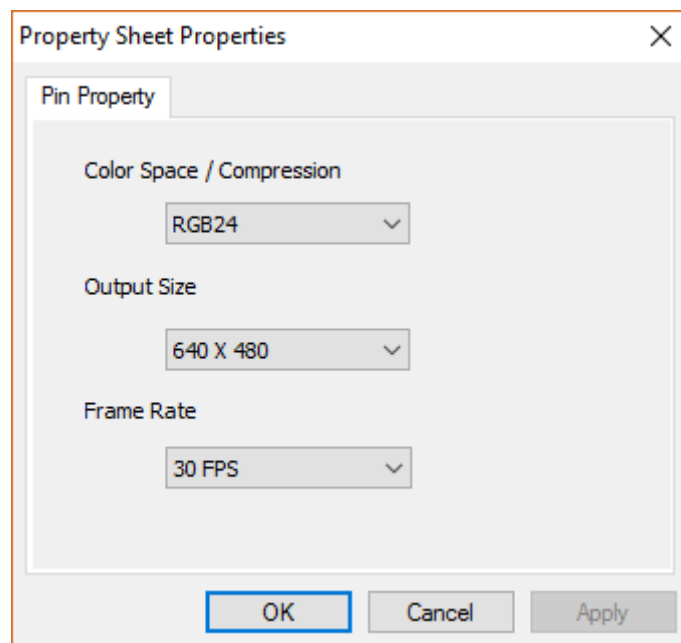 Property Sheet Properties
Pin Property
Color Space / Compression
RGB24
Output Size
640 X 480
Frame Rate
30 FPS
OK Cancel Apply